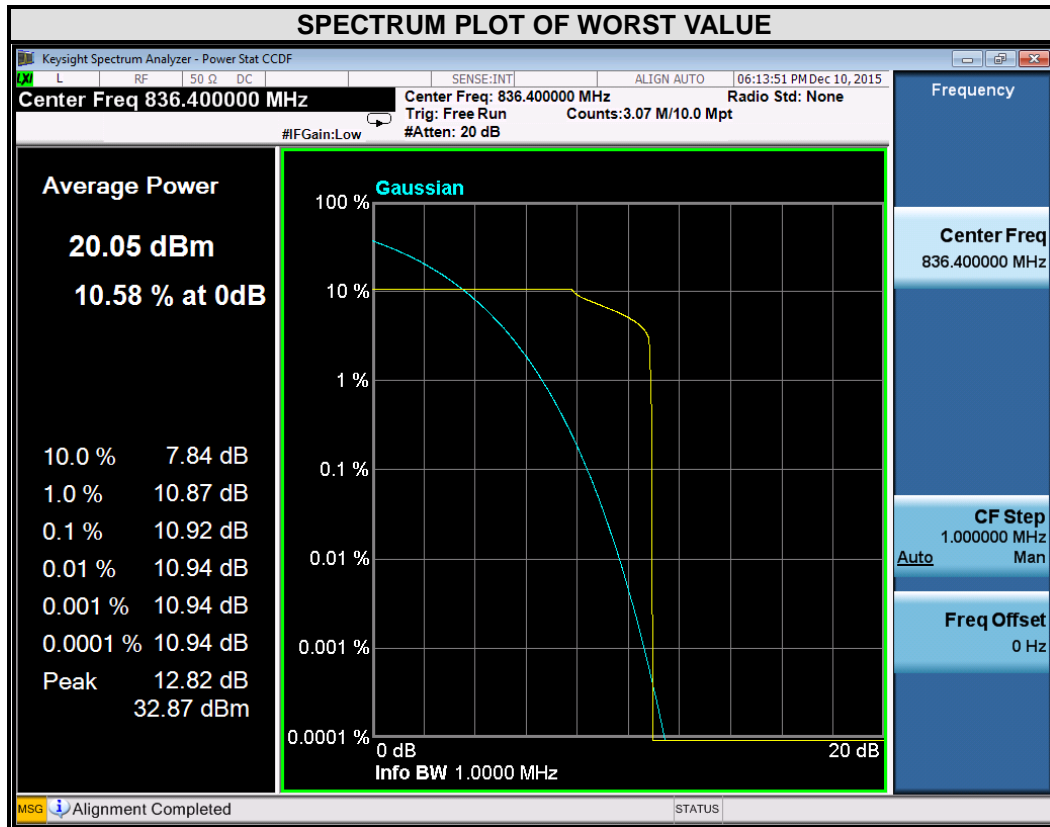 SPECTRUM PLOT OF WORST VALUE
Keysight Spectrum Analyzer - Power Stat CCDF
LXI L RF 50 Ω DC SENSE:INT ALIGN AUTO 06:13:51 PM Dec 10, 2015
Center Freq 836.400000 MHz
#IFGain:Low
Center Freq: 836.400000 MHz Radio Std: None
Trig: Free Run Counts:3.07 M/10.0 Mpt
#Atten: 20 dB
Average Power
20.05 dBm
10.58 % at 0dB
10.0 % 7.84 dB
1.0 % 10.87 dB
0.1 % 10.92 dB
0.01 % 10.94 dB
0.001 % 10.94 dB
0.0001 % 10.94 dB
Peak 12.82 dB
32.87 dBm
Gaussian
100 %
10 %
1 %
0.1 %
0.01 %
0.001 %
0.0001 %
0 dB 20 dB
Info BW 1.0000 MHz
Frequency
Center Freq
836.400000 MHz
CF Step
1.000000 MHz
Auto Man
Freq Offset
0 Hz
MSG Alignment Completed STATUS